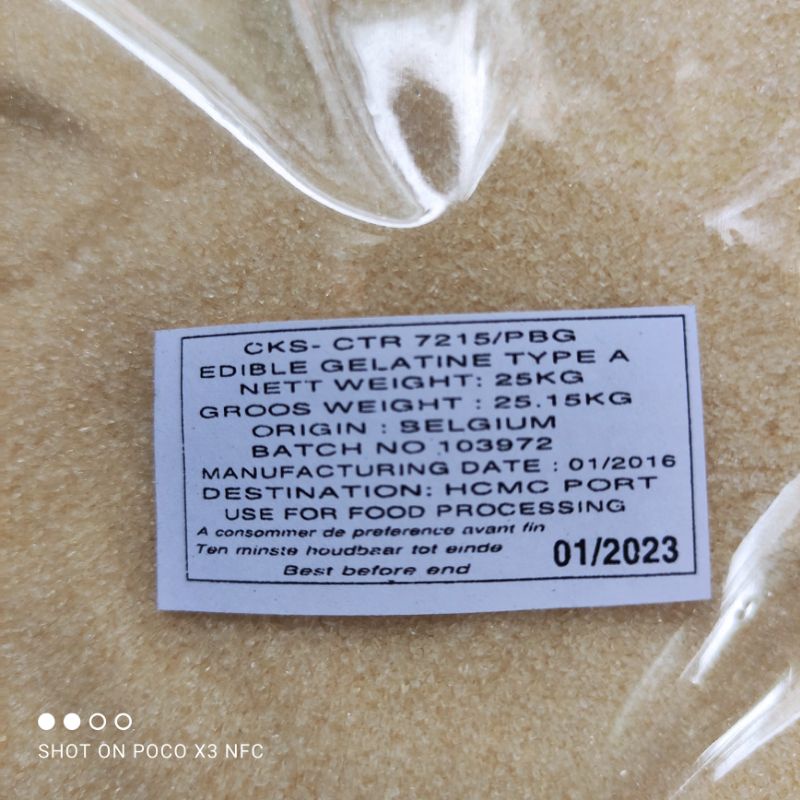 CKS- CTR 7215/PBG
EDIBLE GELATINE TYPE A
NETT WEIGHT: 25KG
GROOS WEIGHT : 25.15KG
ORIGIN : SELGIUM
BATCH NO .103972
MANUFACTURING DATE : 01/2016
DESTINATION: HCMC PORT
USE FOR FOOD PROCESSING
A consommer de preference avant fin
Ten minste houdbaar tot einde
Best before end
01/2023
SHOT ON POCO X3 NFC